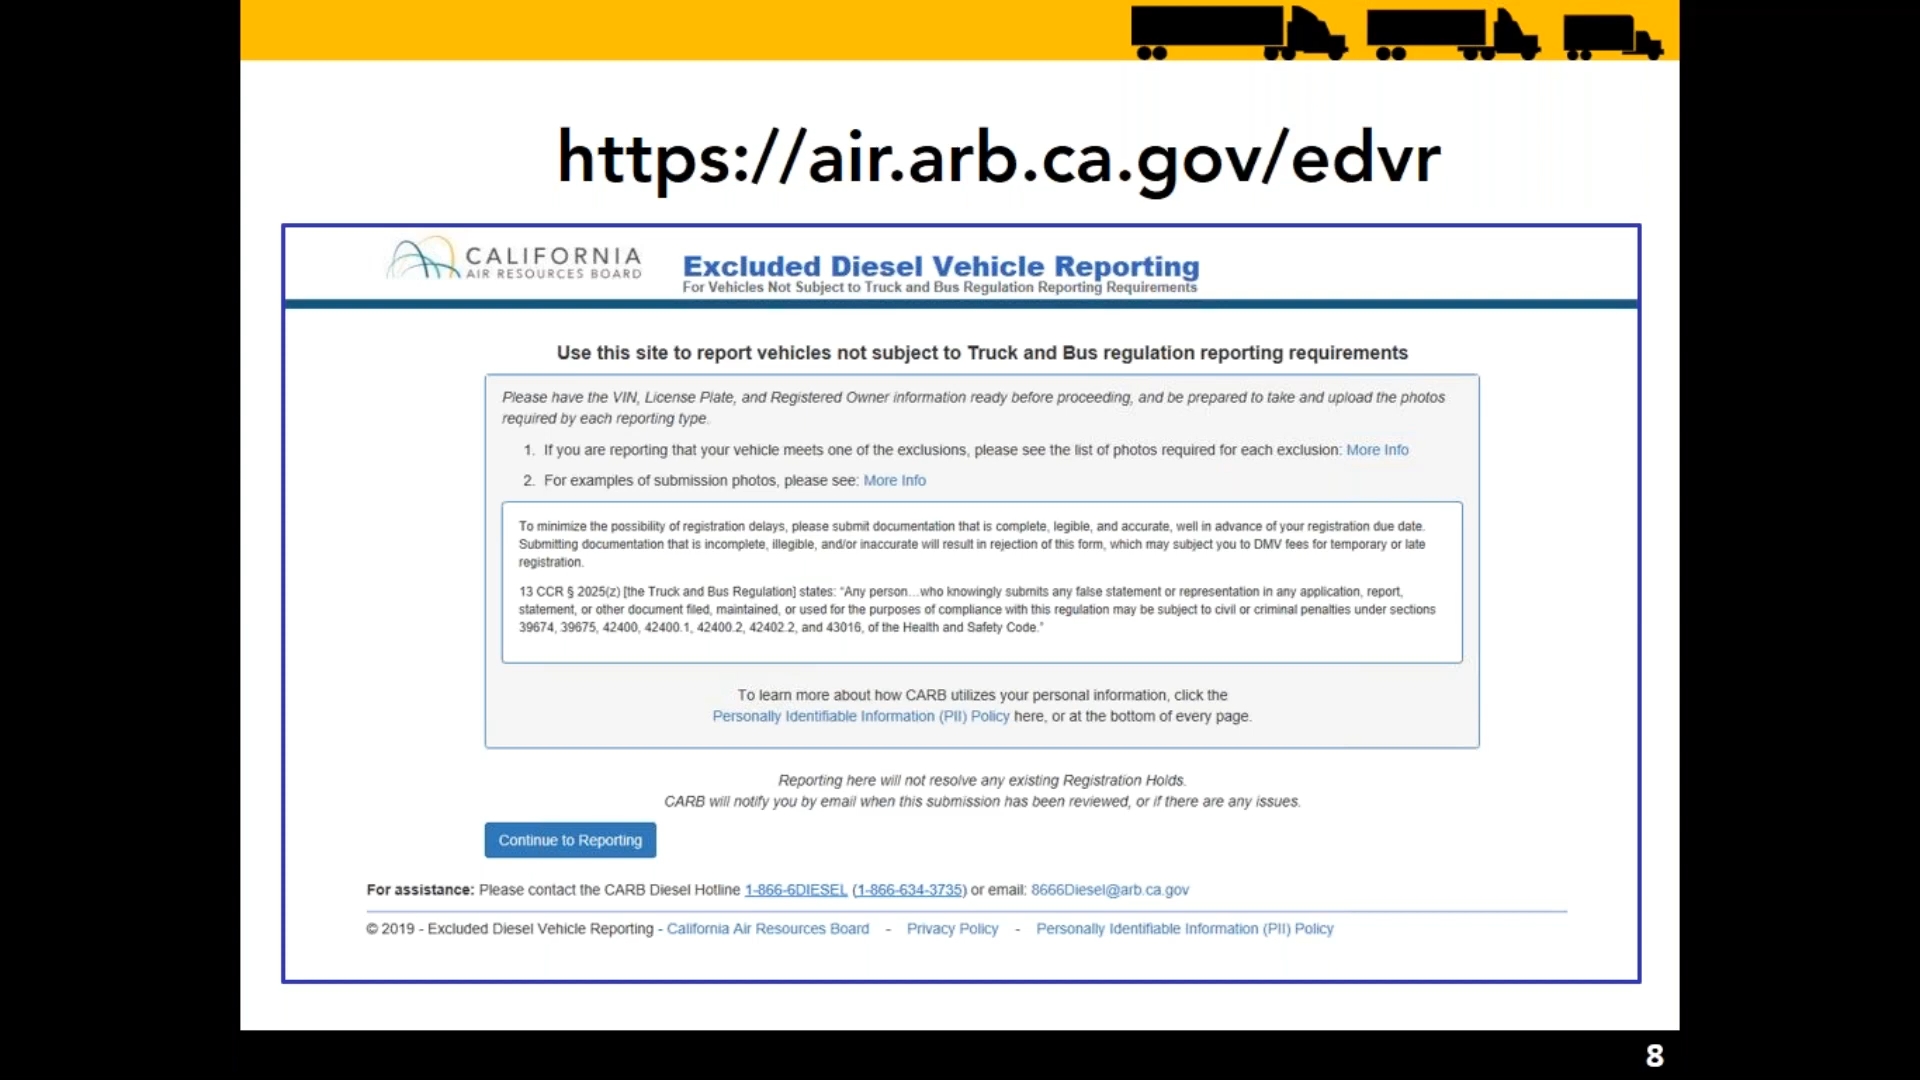 https://air.arb.ca.gov/edvr
CALIFORNIA
AIR RESOURCES BOARD
Excluded Diesel Vehicle Reporting
For Vehicles Not Subject to Truck and Bus Regulation Reporting Requirements
Use this site to report vehicles not subject to Truck and Bus regulation reporting requirements
Please have the VIN, License Plate, and Registered Owner information ready before proceeding, and be prepared to take and upload the photos
required by each reporting type.
1. If you are reporting that your vehicle meets one of the exclusions, please see the list of photos required for each exclusion: More Info
2. For examples of submission photos, please see: More Info
To minimize the possibility of registration delays, please submit documentation that is complete, legible, and accurate, well in advance of your registration due date.
Submitting documentation that is incomplete, illegible, and/or inaccurate will result in rejection of this form, which may subject you to DMV fees for temporary or late
registration.
13 CCR § 2025(z) [the Truck and Bus Regulation] states: “Any person…who knowingly submits any false statement or representation in any application, report,
statement, or other document filed, maintained, or used for the purposes of compliance with this regulation may be subject to civil or criminal penalties under sections
39674, 39675, 42400, 42400.1, 42400.2, 42402.2, and 43016, of the Health and Safety Code.”
To learn more about how CARB utilizes your personal information, click the
Personally Identifiable Information (PII) Policy here, or at the bottom of every page.
Reporting here will not resolve any existing Registration Holds.
CARB will notify you by email when this submission has been reviewed, or if there are any issues.
Continue to Reporting
For assistance: Please contact the CARB Diesel Hotline 1-866-6DIESEL (1-866-634-3735) or email: 8666Diesel@arb.ca.gov
© 2019 - Excluded Diesel Vehicle Reporting - California Air Resources Board - Privacy Policy - Personally Identifiable Information (PII) Policy
8